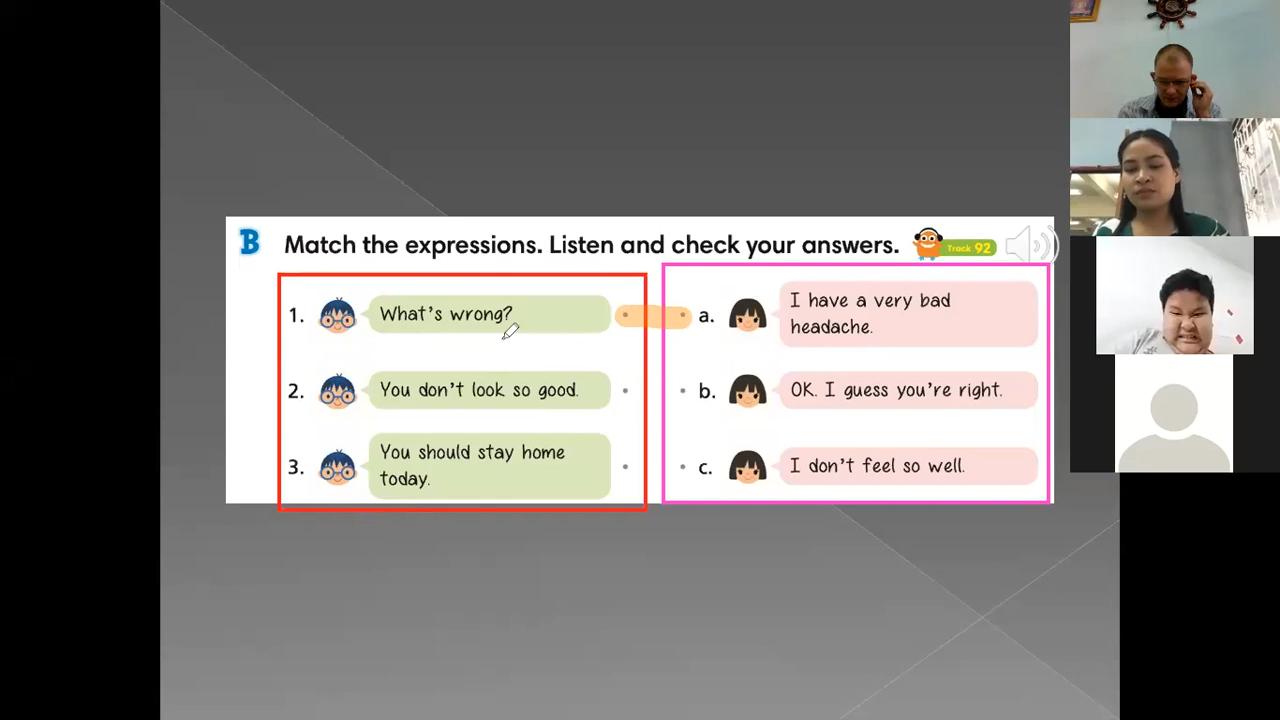 B Match the expressions. Listen and check your answers. Track 92
1. What's wrong?
2. You don't look so good.
3. You should stay home
today.
a. I have a very bad
headache.
b. OK. I guess you're right.
c. I don't feel so well.